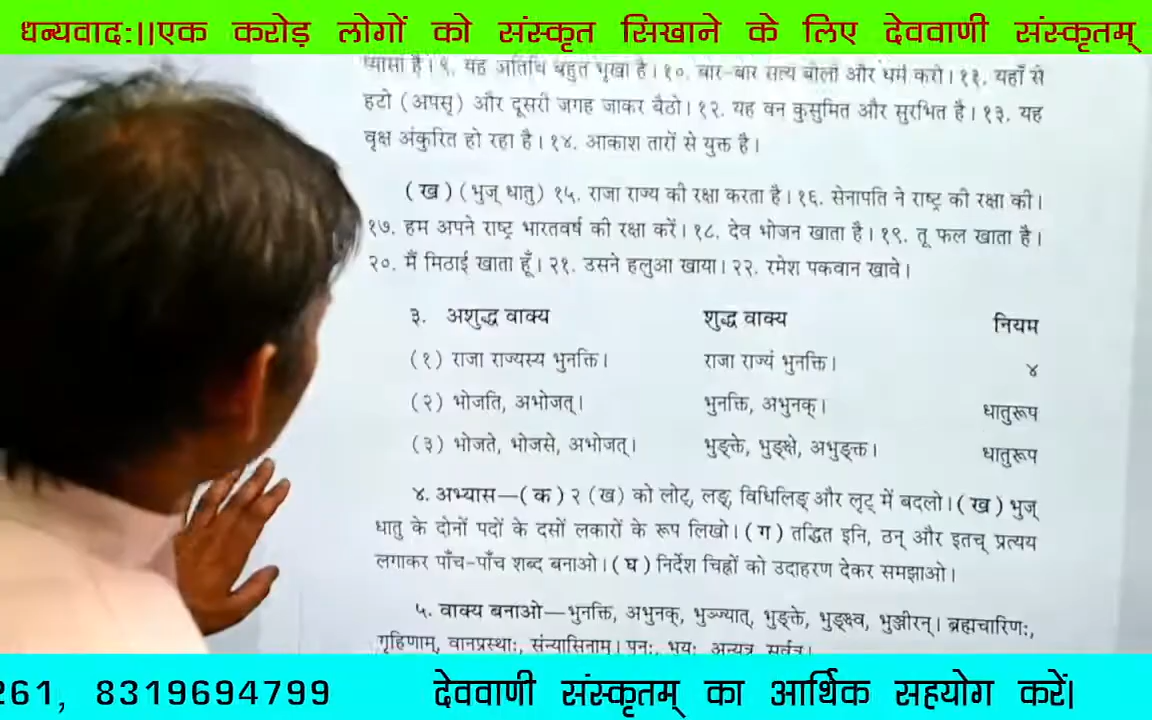 धन्यवाद:।।एक करोड़ लोगों को संस्कृत सिखाने के लिए देववाणी संस्कृतम्
प्यासा है। ९. यह अतिथि बहुत भूखा है। १०. बार-बार सत्य बोलो और धर्म करो। ११. यहाँ से
हटो (अपसृ) और दूसरी जगह जाकर बैठो। १२. यह वन कुसुमित और सुरभित है। १३. यह
वृक्ष अंकुरित हो रहा है। १४. आकाश तारों से युक्त है।
(ख) (भुज् धातु) १५. राजा राज्य की रक्षा करता है। १६. सेनापति ने राष्ट्र की रक्षा की।
१७. हम अपने राष्ट्र भारतवर्ष की रक्षा करें। १८. देव भोजन खाता है। १९. तू फल खाता है।
२०. मैं मिठाई खाता हूँ। २१. उसने हलुआ खाया। २२. रमेश पकवान खावे।
३. अशुद्ध वाक्य शुद्ध वाक्य नियम
(१) राजा राज्यस्य भुनक्ति। राजा राज्यं भुनक्ति। ४
(२) भोजति, अभोजत्। भुनक्ति, अभुनक्। धातुरूप
(३) भोजते, भोजसे, अभोजत्। भुङ्क्ते, भुङ्क्षे, अभुङ्क्त। धातुरूप
४. अभ्यास—(क) २ (ख) को लोट्, लङ्, विधिलिङ् और लृट् में बदलो। (ख) भुज्
धातु के दोनों पदों के दसों लकारों के रूप लिखो। (ग) तद्धित इनि, ठन् और इतच् प्रत्यय
लगाकर पाँच-पाँच शब्द बनाओ। (घ) निर्देश चिह्नों को उदाहरण देकर समझाओ।
५. वाक्य बनाओ—भुनक्ति, अभुनक्, भुञ्ज्यात्, भुङ्क्ते, भुङ्क्ष्व, भुञ्जीरन्। ब्रह्मचारिणः,
गृहिणाम्, वानप्रस्थाः, संन्यासिनाम्। पुनः, भूयः, अन्यत्र, सर्वत्र।
261, 8319694799 देववाणी संस्कृतम् का आर्थिक सहयोग करें।